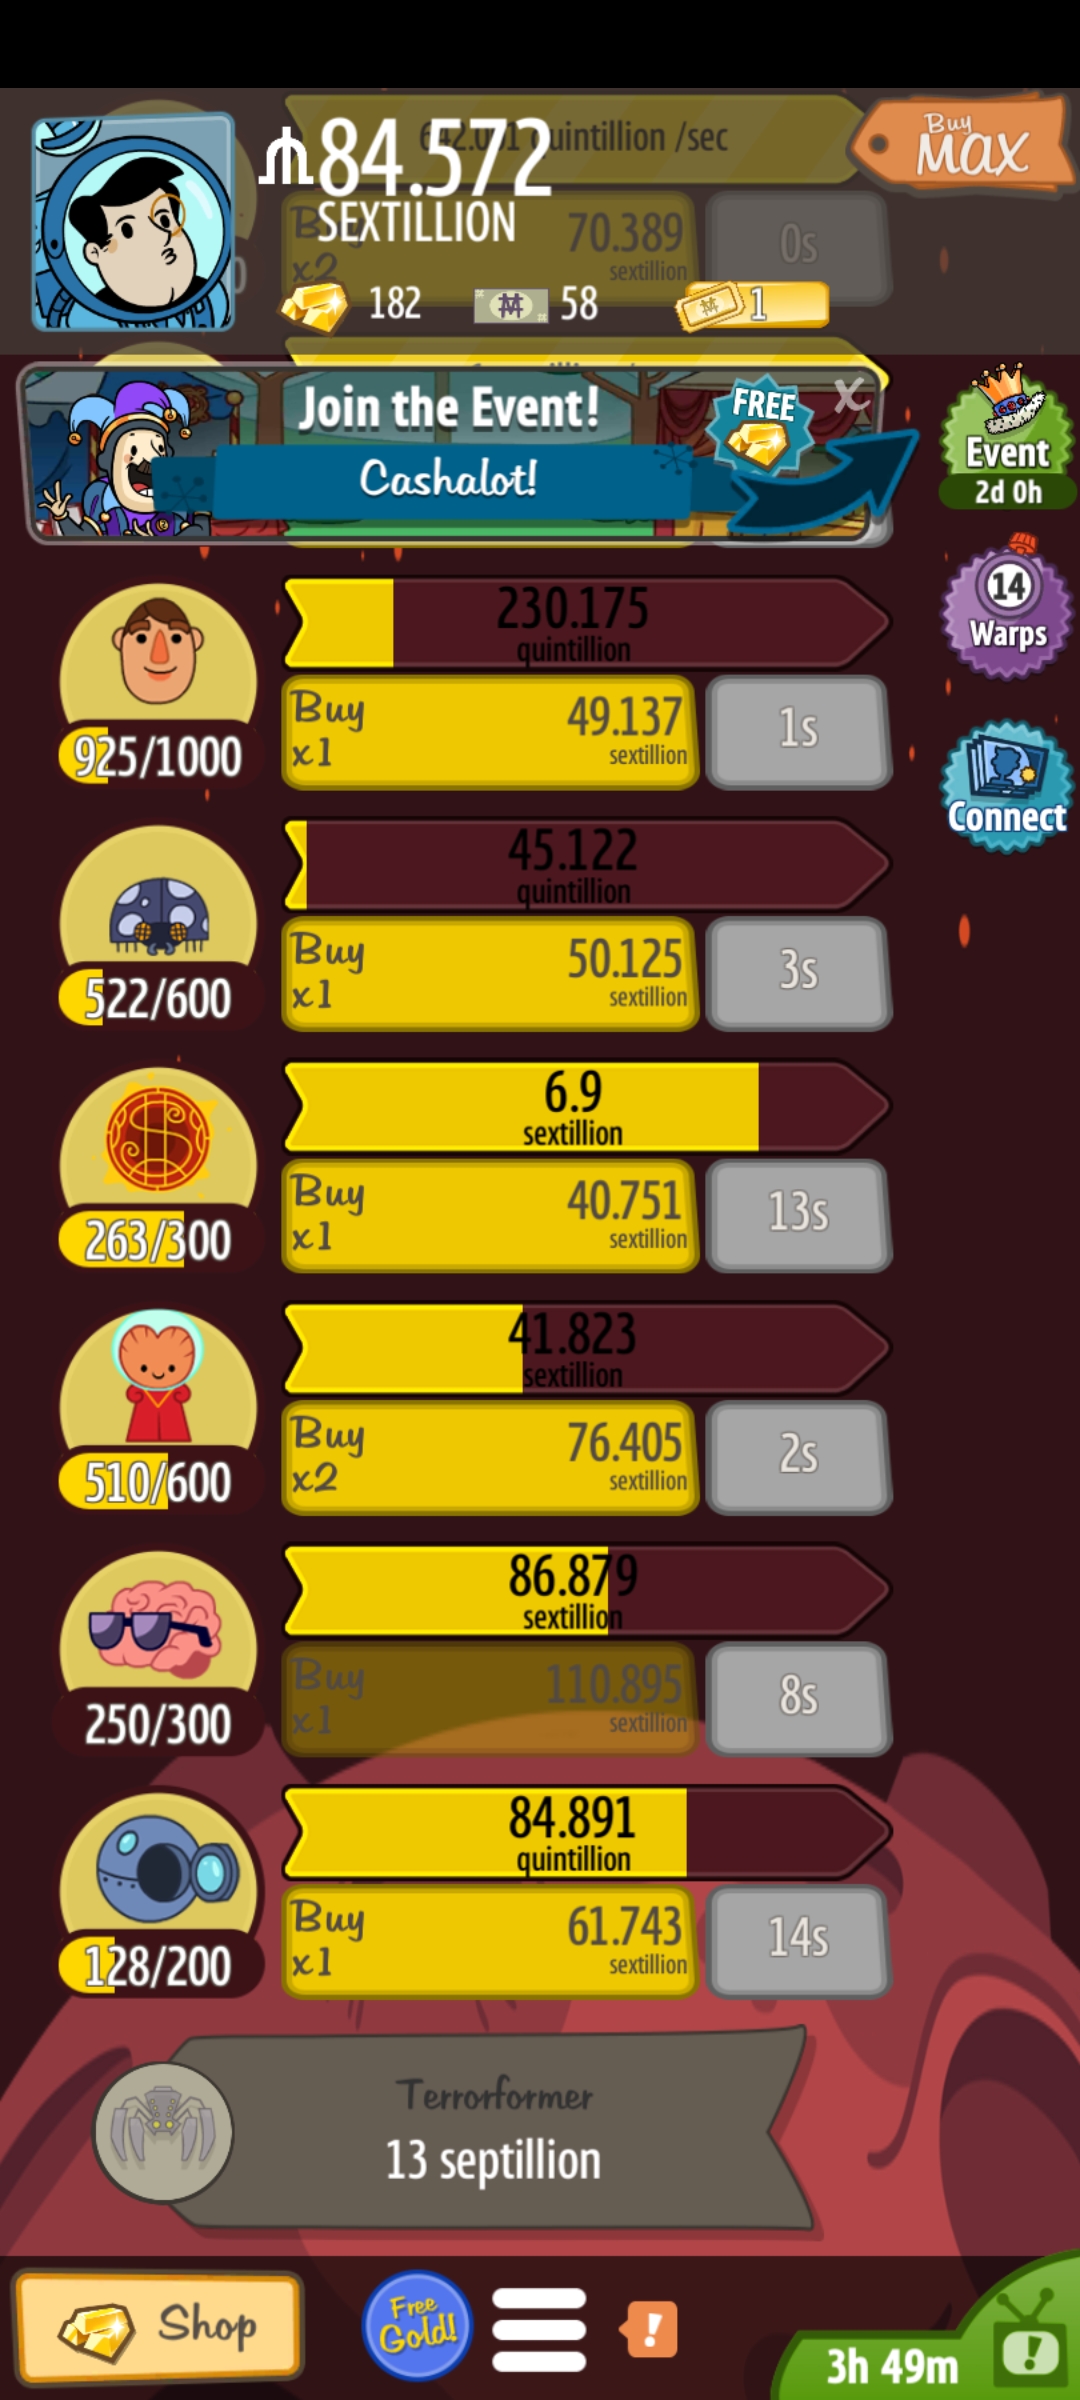 84.572
SEXTILLION
quintillion /sec
Buy
MAX
Buy
x2
70.389
sextillion
0s
182
58
1
Join the Event!
Cashalot!
FREE
X
Event
2d 0h
230.175
quintillion
Buy
x1
49.137
sextillion
1s
925/1000
14
Warps
45.122
quintillion
Buy
x1
50.125
sextillion
3s
522/600
Connect
6.9
sextillion
Buy
x1
40.751
sextillion
13s
263/300
41.823
sextillion
Buy
x2
76.405
sextillion
2s
510/600
86.879
sextillion
Buy
x1
110.895
sextillion
8s
250/300
84.891
quintillion
Buy
x1
61.743
sextillion
14s
128/200
Terrorformer
13 septillion
Shop
Free
Gold!
!
3h 49m
!